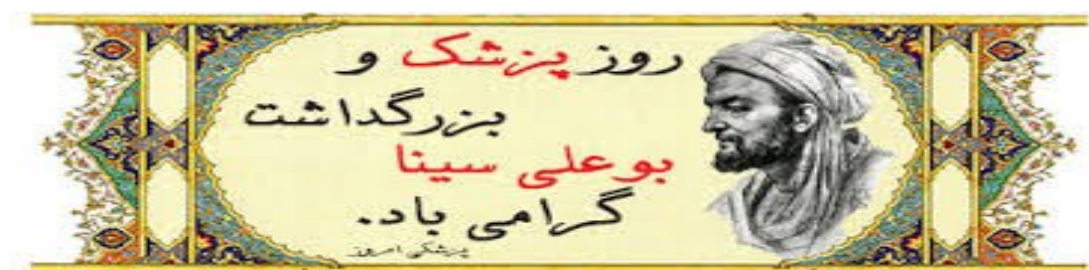 روز پزشک و
بزرگداشت
بوعلی سینا
گرامی باد.
پزشکی امروز